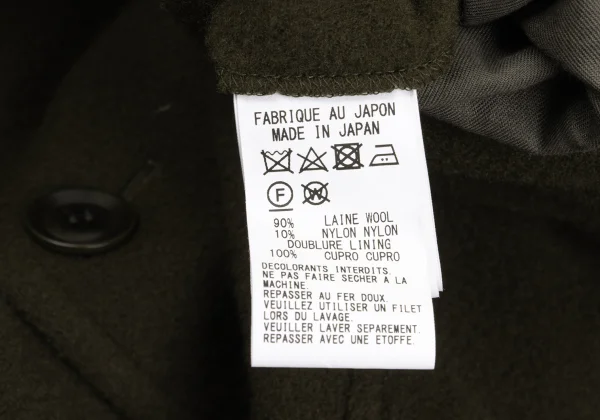 FABRIQUE AU JAPON
MADE IN JAPAN
F W
90% LAINE WOOL
10% NYLON NYLON
DOUBLURE LINING
100% CUPRO CUPRO
DECOLORANTS INTERDITS.
NE PAS FAIRE SECHER A LA
MACHINE.
REPASSER AU FER DOUX.
VEUILLEZ UTILISER UN FILET
LORS DU LAVAGE.
VEUILLER LAVER SEPAREMENT.
REPASSER AVEC UNE ETOFFE.